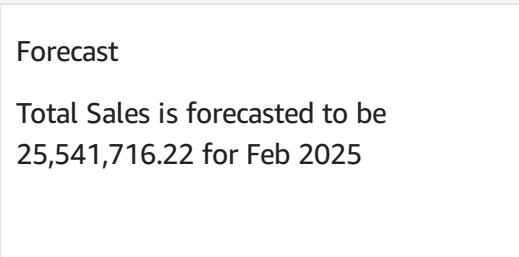 Forecast
Total Sales is forecasted to be
25,541,716.22 for Feb 2025